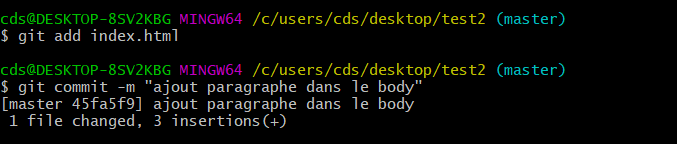 cds@DESKTOP-8SV2KBG MINGW64 /c/users/cds/desktop/test2 (master)
$ git add index.html
cds@DESKTOP-8SV2KBG MINGW64 /c/users/cds/desktop/test2 (master)
$ git commit -m "ajout paragraphe dans le body"
[master 45fa5f9] ajout paragraphe dans le body
 1 file changed, 3 insertions(+)